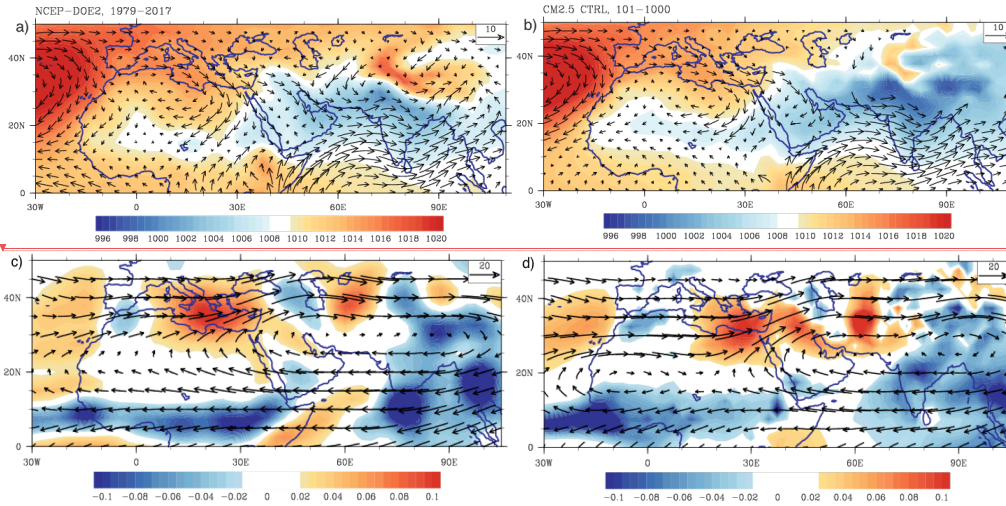 NCEP-DOE2, 1979-2017
a)
10
40N
20N
0
30W 0 30E 60E 90E
996 998 1000 1002 1004 1006 1008 1010 1012 1014 1016 1018 1020
CM2.5 CTRL, 101-1000
b)
10
40N
20N
0
30W 0 30E 60E 90E
996 998 1000 1002 1004 1006 1008 1010 1012 1014 1016 1018 1020
c)
20
40N
20N
0
30W 0 30E 60E 90E
−0.1 −0.08 −0.06 −0.04 −0.02 0 0.02 0.04 0.06 0.08 0.1
d)
20
40N
20N
0
30W 0 30E 60E 90E
−0.1 −0.08 −0.06 −0.04 −0.02 0 0.02 0.04 0.06 0.08 0.1